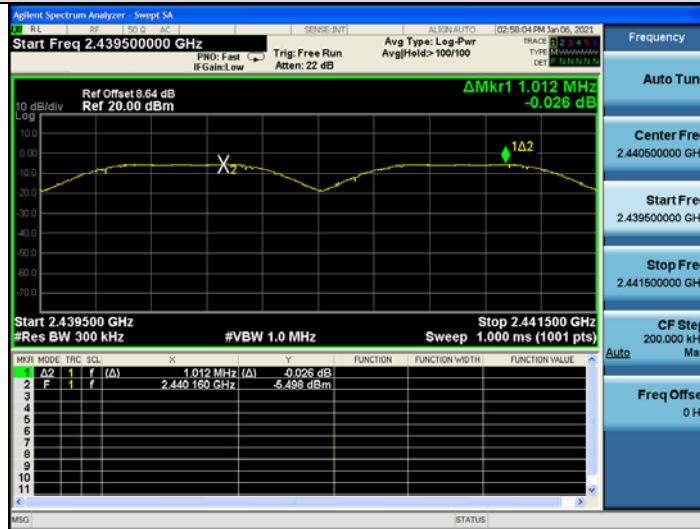 Agilent Spectrum Analyzer - Swept SA
RL RF 50 Ω AC SENSE:INT ALIGN AUTO 02:58:04 PM Jan 06, 2021
Start Freq 2.439500000 GHz
PNO: Fast
IFGain:Low
Trig: Free Run
Atten: 22 dB
Avg Type: Log-Pwr
Avg|Hold:> 100/100
TRACE 1 2 3 4 5 6
TYPE M
DET P N N N N N
ΔMkr1 1.012 MHz
-0.026 dB
10 dB/div
Log
Ref Offset 8.64 dB
Ref 20.00 dBm
10.0
0.00
-10.0
-20.0
-30.0
-40.0
-50.0
-60.0
-70.0
X2
1Δ2
Start 2.439500 GHz Stop 2.441500 GHz
#Res BW 300 kHz #VBW 1.0 MHz Sweep 1.000 ms (1001 pts)
MKR MODE TRC SCL X Y FUNCTION FUNCTION WIDTH FUNCTION VALUE
1 Δ2 1 f (Δ) 1.012 MHz (Δ) -0.026 dB
2 F 1 f 2.440 160 GHz -5.498 dBm
3
4
5
6
7
8
9
10
11
MSG STATUS
Frequency
Auto Tun
Center Fre
2.440500000 GH
Start Fre
2.439500000 GH
Stop Fre
2.441500000 GH
CF Ste
200.000 kH
Auto Ma
Freq Offse
0 H